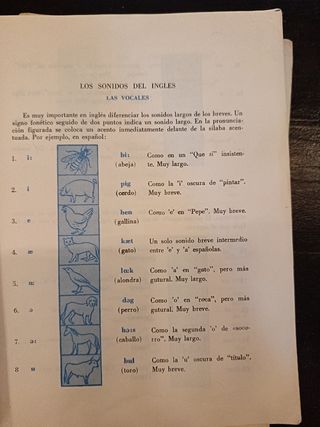 LOS SONIDOS DEL INGLES
LAS VOCALES
Es muy importante en inglés diferenciar los sonidos largos de los breves. Un
signo fonético seguido de dos puntos indica un sonido largo. En la pronuncia-
ción figurada se coloca un acento inmediatamente delante de la sílaba acen-
tuada. Por ejemplo, en español:
1. i: bi: Como en un "Que sí" insisten-
(abeja) te. Muy largo.
2. i pig Como la "i" oscura de "pintar".
(cerdo) Muy breve.
3. e hen Como 'e' en "Pepe". Muy breve.
(gallina)
4. æ kæt Un solo sonido breve intermedio
(gato) entre 'e' y 'a' españolas.
5. Como 'a' en "gato", pero más
(alondra) gutural. Muy largo.
6. Como 'o' en "roca", pero más
(perro) gutural. Muy breve.
7. Como la segunda 'o' de «soco-
(caballo) rro". Muy largo.
8 Como la 'u' oscura de "título".
(toro) Muy breve.